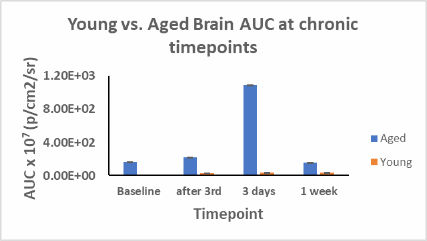 Young vs. Aged Brain AUC at chronic
timepoints
AUC x 10⁷ (p/cm2/sr)
1.20E+03
8.00E+02
4.00E+02
0.00E+00
Baseline
after 3rd
3 days
1 week
Timepoint
Aged
Young